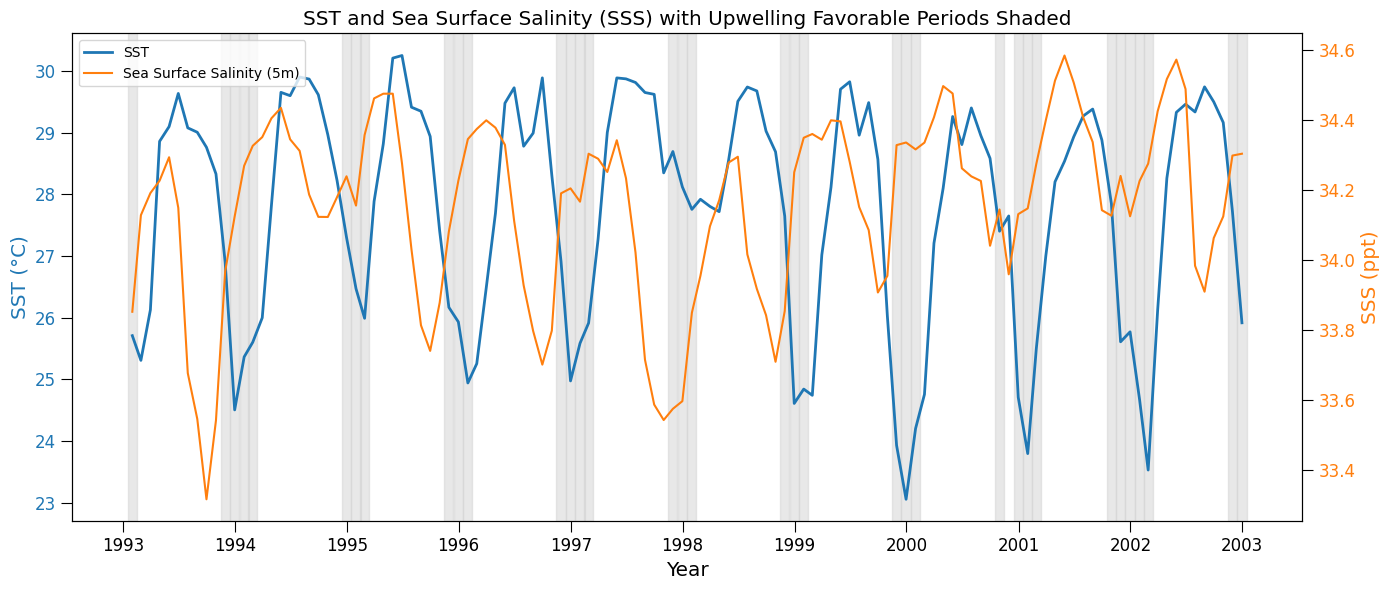 SST and Sea Surface Salinity (SSS) with Upwelling Favorable Periods Shaded
SST
Sea Surface Salinity (5m)
SST (°C)
30
29
28
27
26
25
24
23
34.6
34.4
34.2
34.0
33.8
33.6
33.4
SSS (ppt)
1993 1994 1995 1996 1997 1998 1999 2000 2001 2002 2003
Year